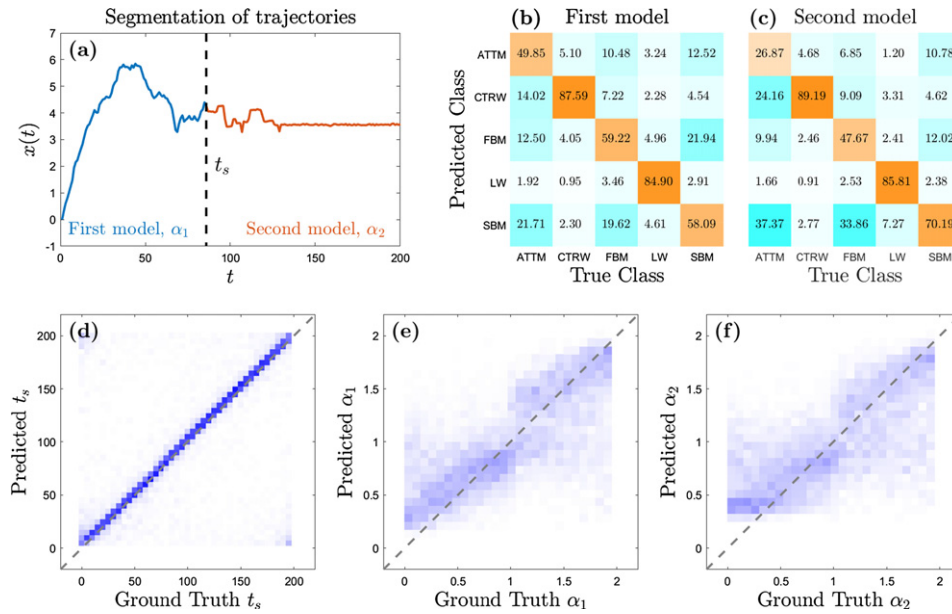 Segmentation of trajectories
(a)
x(t)
7
6
5
4
3
2
1
0
-1
t_s
First model, α₁
Second model, α₂
0 50 100 150 200
t
(b) First model
Predicted Class
ATTM 49.85 5.10 10.48 3.24 12.52
CTRW 14.02 87.59 7.22 2.28 4.54
FBM 12.50 4.05 59.22 4.96 21.94
LW 1.92 0.95 3.46 84.90 2.91
SBM 21.71 2.30 19.62 4.61 58.09
ATTM CTRW FBM LW SBM
True Class
(c) Second model
26.87 4.68 6.85 1.20 10.78
24.16 89.19 9.09 3.31 4.62
9.94 2.46 47.67 2.41 12.02
1.66 0.91 2.53 85.81 2.38
37.37 2.77 33.86 7.27 70.19
ATTM CTRW FBM LW SBM
True Class
(d)
Predicted t_s
200
150
100
50
0
0 50 100 150 200
Ground Truth t_s
(e)
Predicted α₁
2
1.5
1
0.5
0
0 0.5 1 1.5 2
Ground Truth α₁
(f)
Predicted α₂
2
1.5
1
0.5
0
0 0.5 1 1.5 2
Ground Truth α₂